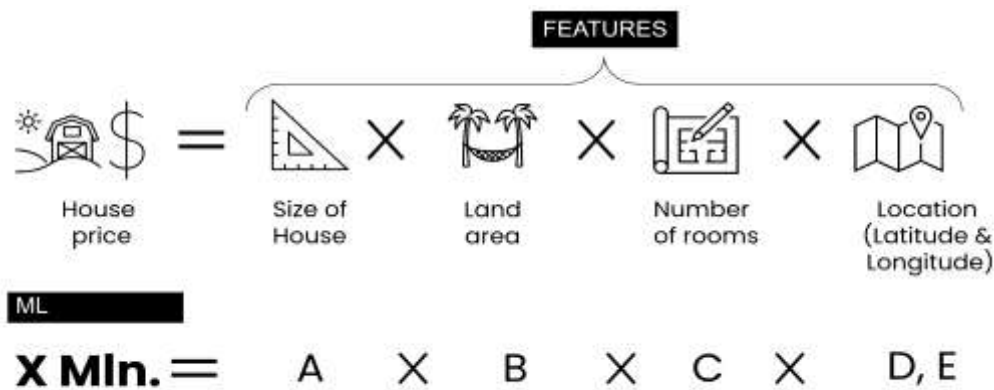 FEATURES
$ = X X X
House
price
Size of
House
Land
area
Number
of rooms
Location
(Latitude &
Longitude)
ML
X Mln. = A X B X C X D, E